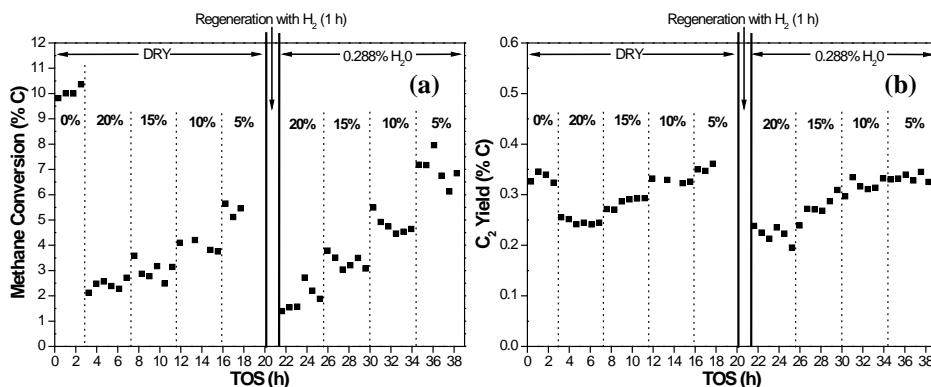 Regeneration with H2 (1 h)
DRY
0.288% H20
(a)
0%
20%
15%
10%
5%
20%
15%
10%
5%
Methane Conversion (% C)
12
11
10
9
8
7
6
5
4
3
2
1
0
0 2 4 6 8 10 12 14 16 18 20 22 24 26 28 30 32 34 36 38
TOS (h)
Regeneration with H2 (1 h)
DRY
0.288% H20
(b)
0%
20%
15%
10%
5%
20%
15%
10%
5%
C2 Yield (% C)
0.6
0.5
0.4
0.3
0.2
0.1
0.0
0 2 4 6 8 10 12 14 16 18 20 22 24 26 28 30 32 34 36 38
TOS (h)